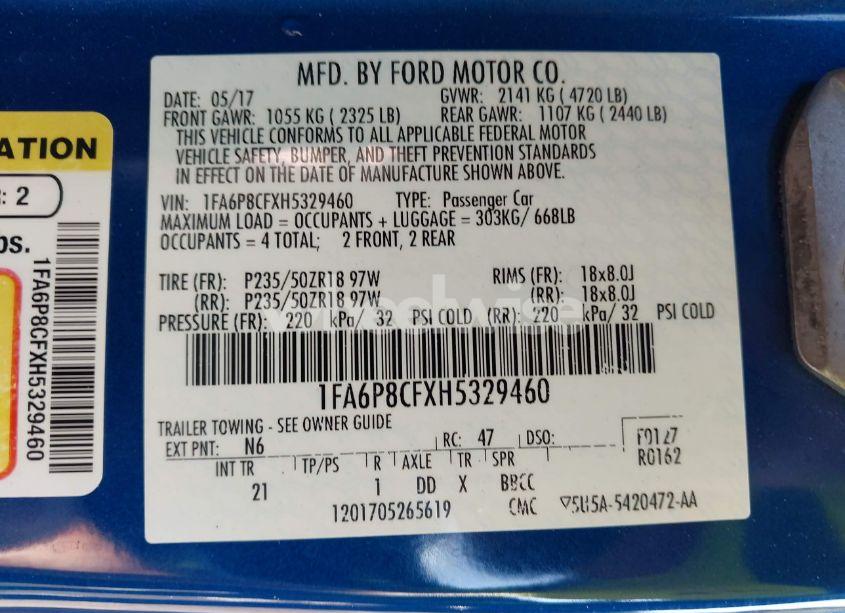 MFD. BY FORD MOTOR CO.
DATE: 05/17 GVWR: 2141 KG ( 4720 LB)
FRONT GAWR: 1055 KG ( 2325 LB) REAR GAWR: 1107 KG ( 2440 LB)
THIS VEHICLE CONFORMS TO ALL APPLICABLE FEDERAL MOTOR
VEHICLE SAFETY, BUMPER, AND THEFT PREVENTION STANDARDS
IN EFFECT ON THE DATE OF MANUFACTURE SHOWN ABOVE.
VIN: 1FA6P8CFXH5329460 TYPE: Passenger Car
MAXIMUM LOAD = OCCUPANTS + LUGGAGE = 303KG/ 668LB
OCCUPANTS = 4 TOTAL; 2 FRONT, 2 REAR
TIRE (FR): P235/50ZR18 97W RIMS (FR): 18x8.0J
(RR): P235/50ZR18 97W (RR): 18x8.0J
PRESSURE (FR): 220 kPa/ 32 PSI COLD (RR): 220 kPa/ 32 PSI COLD
1FA6P8CFXH5329460
TRAILER TOWING - SEE OWNER GUIDE
EXT PNT: N6 RC: 47 DSO: F0127
R0162
INT TR TP/PS R AXLE TR SPR
21 1 DD X BBCC
1201705265619 CMC ▽5U5A-5420472-AA
ATION
: 2
bs.
1FA6P8CFXH5329460